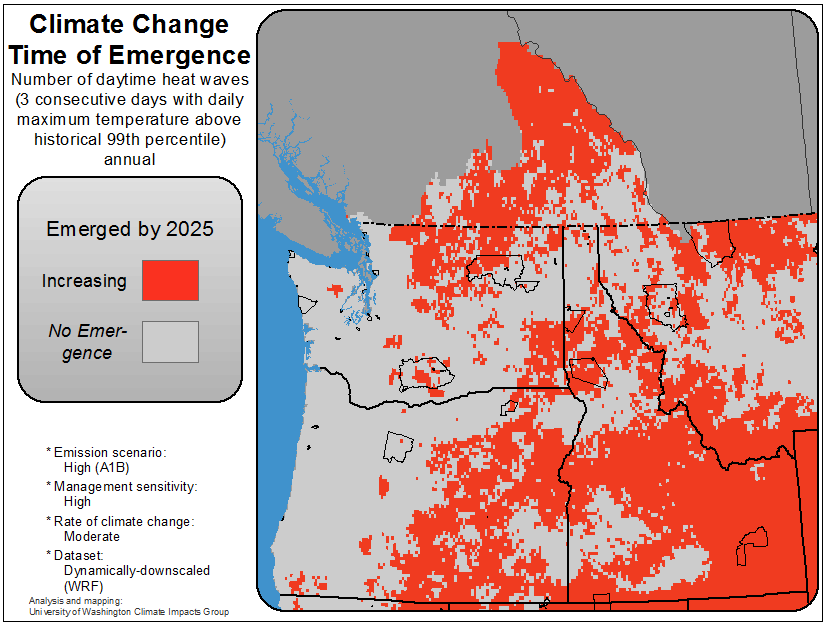 Climate Change
Time of Emergence
Number of daytime heat waves
(3 consecutive days with daily
maximum temperature above
historical 99th percentile)
annual
Emerged by 2025
Increasing
No Emer-
gence
* Emission scenario:
High (A1B)
* Management sensitivity:
High
* Rate of climate change:
Moderate
* Dataset:
Dynamically-downscaled
(WRF)
Analysis and mapping:
University of Washington Climate Impacts Group